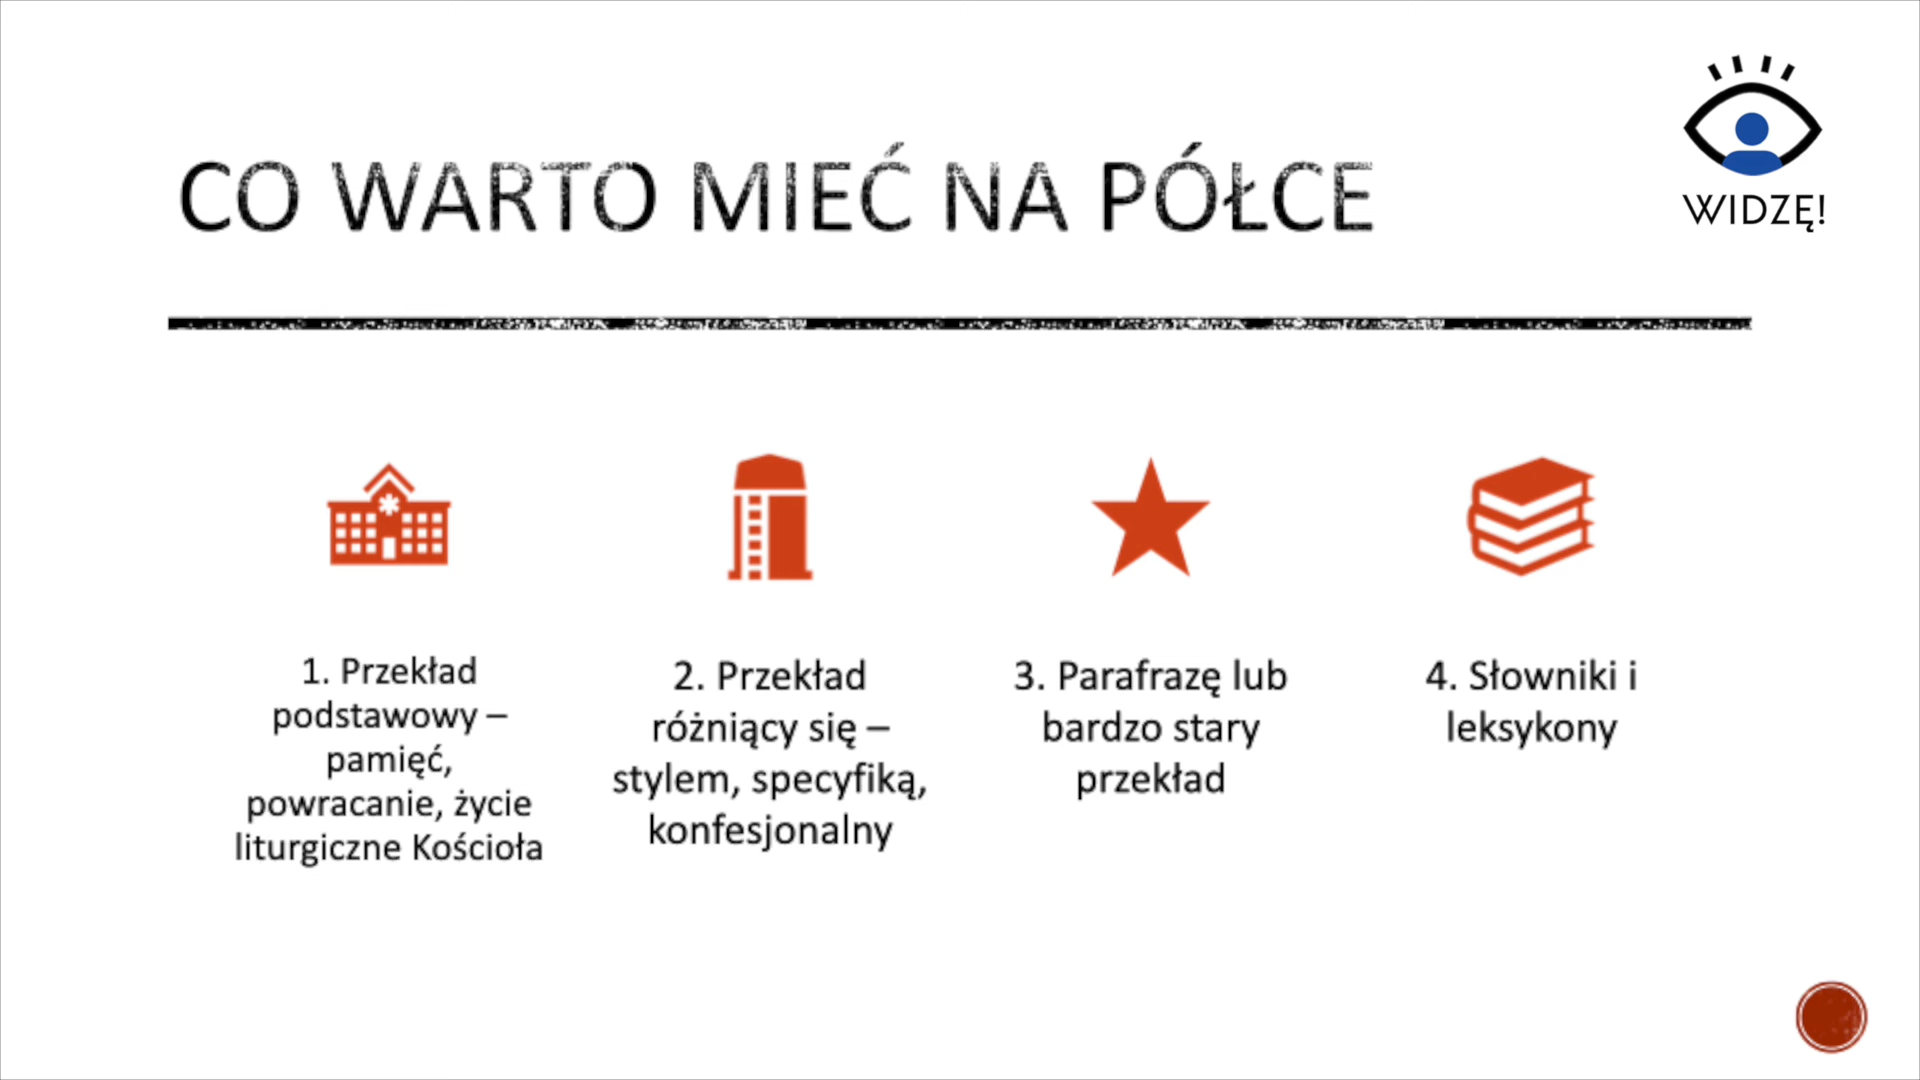 CO WARTO MIEĆ NA PÓŁCE
WIDZĘ!
1. Przekład
podstawowy –
pamięć,
powracanie, życie
liturgiczne Kościoła
2. Przekład
różniący się –
stylem, specyfiką,
konfesjonalny
3. Parafrazę lub
bardzo stary
przekład
4. Słowniki i
leksykony